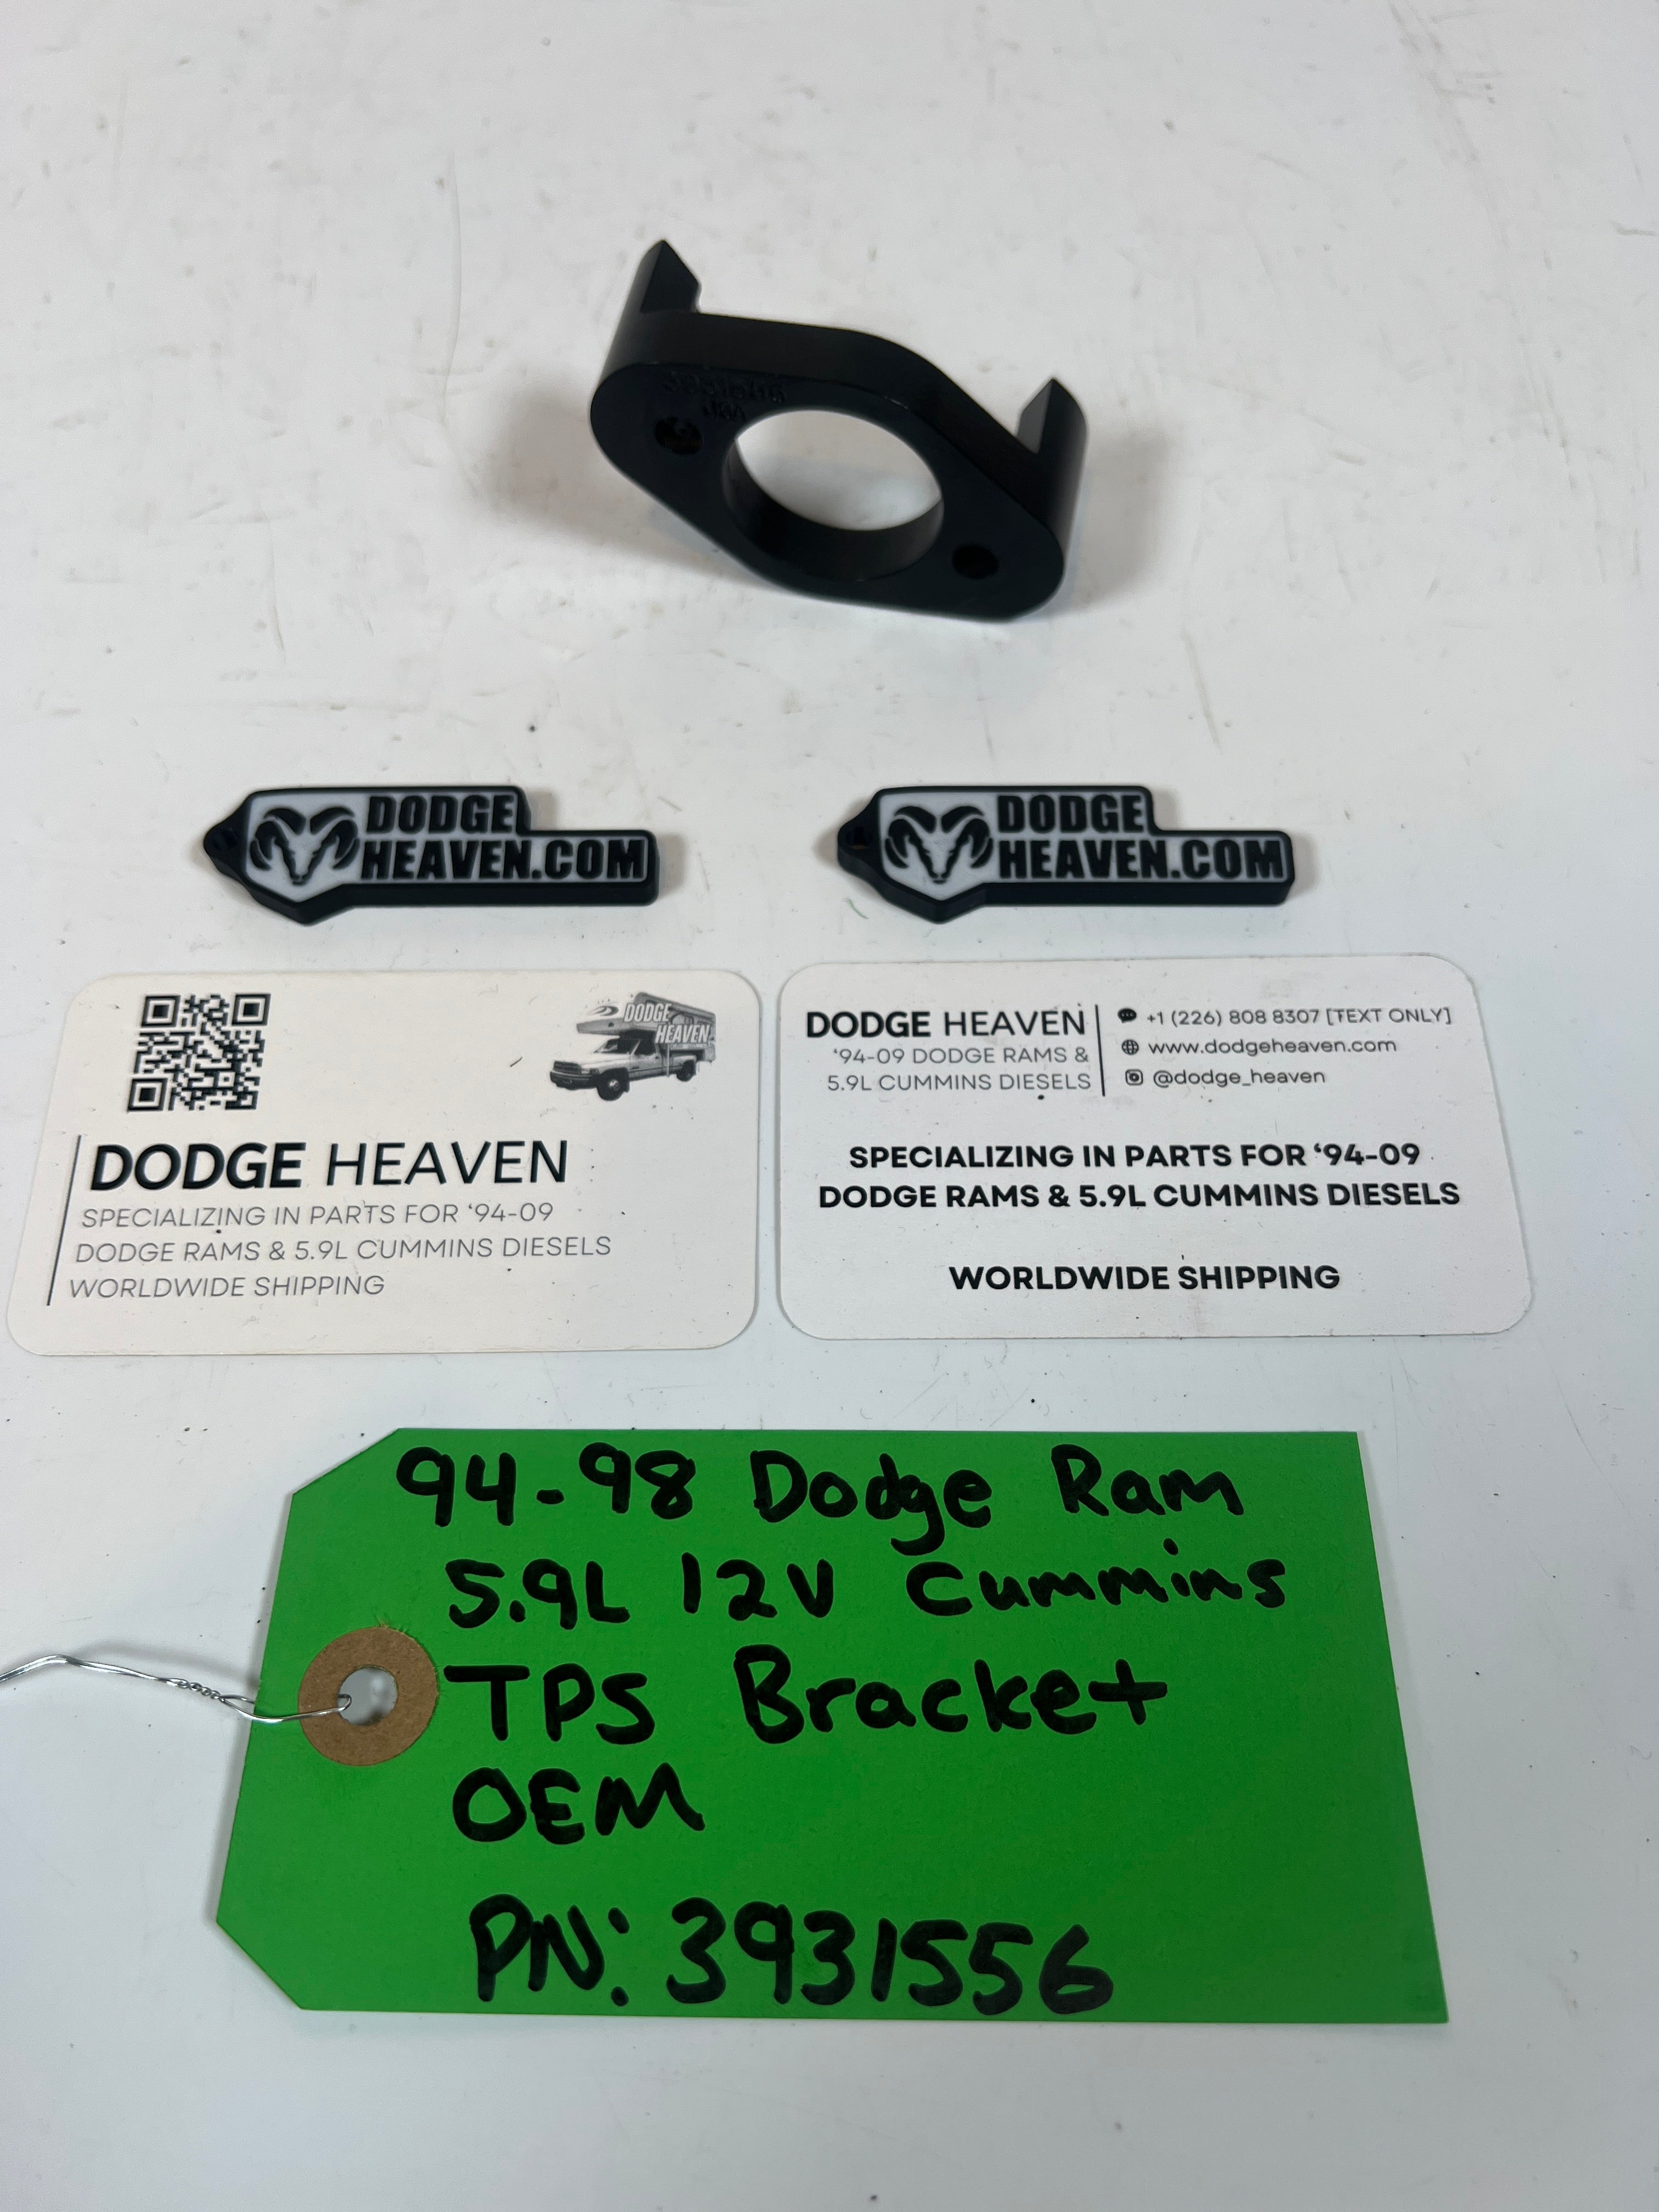 USA
DODGE
HEAVEN.COM
DODGE
HEAVEN.COM
DODGE
HEAVEN
DODGE HEAVEN
SPECIALIZING IN PARTS FOR ‘94-09
DODGE RAMS & 5.9L CUMMINS DIESELS
WORLDWIDE SHIPPING
DODGE HEAVEN
‘94-09 DODGE RAMS &
5.9L CUMMINS DIESELS
+1 (226) 808 8307 [TEXT ONLY]
www.dodgeheaven.com
@dodge_heaven
SPECIALIZING IN PARTS FOR ‘94-09
DODGE RAMS & 5.9L CUMMINS DIESELS
WORLDWIDE SHIPPING
94-98 Dodge Ram
5.9L 12V Cummins
TPS Bracket
OEM
PN: 3931556